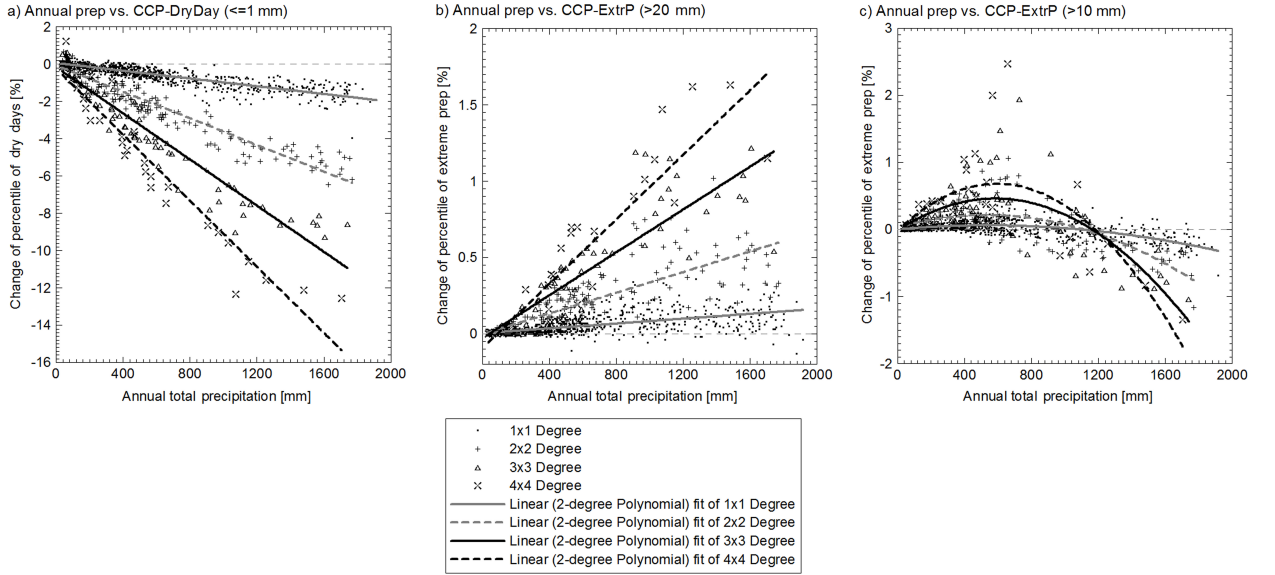 a) Annual prep vs. CCP-DryDay (<=1 mm)
2
0
-2
-4
-6
-8
-10
-12
-14
-16
Change of percentile of dry days [%]
0
400
800
1200
1600
2000
Annual total precipitation [mm]
b) Annual prep vs. CCP-ExtrP (>20 mm)
2
1.5
1
0.5
0
Change of percentile of extreme prep [%]
0
400
800
1200
1600
2000
Annual total precipitation [mm]
c) Annual prep vs. CCP-ExtrP (>10 mm)
3
2
1
0
-1
-2
Change of percentile of extreme prep [%]
0
400
800
1200
1600
2000
Annual total precipitation [mm]
1x1 Degree
2x2 Degree
3x3 Degree
4x4 Degree
Linear (2-degree Polynomial) fit of 1x1 Degree
Linear (2-degree Polynomial) fit of 2x2 Degree
Linear (2-degree Polynomial) fit of 3x3 Degree
Linear (2-degree Polynomial) fit of 4x4 Degree